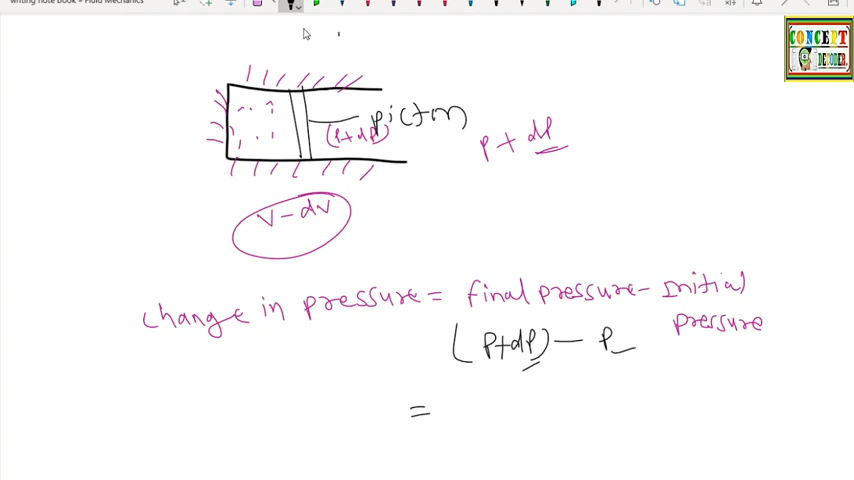 writing note book » Fluid Mechanics
CONCEPT
DECODER.
piston
(P+dP)
P + dP
V - dV
change in pressure = final pressure - Initial
pressure
(P+dP) - P
=